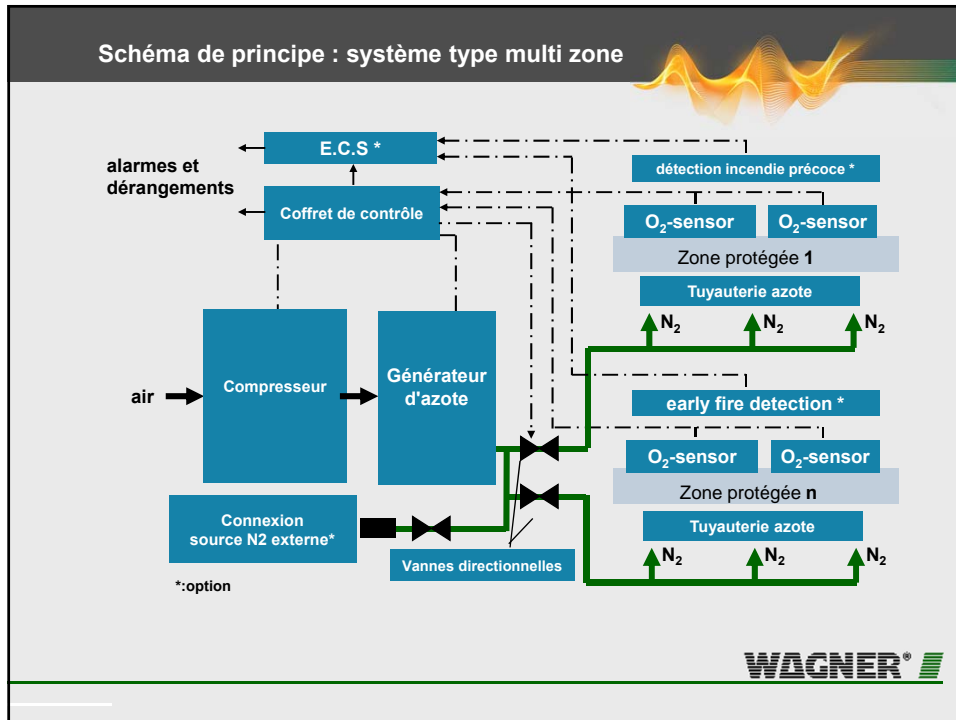 Schéma de principe : système type multi zone
alarmes et
dérangements
E.C.S *
détection incendie précoce *
Coffret de contrôle
O₂-sensor
O₂-sensor
Zone protégée 1
Tuyauterie azote
N₂
N₂
N₂
air
Compresseur
Générateur
d'azote
early fire detection *
O₂-sensor
O₂-sensor
Zone protégée n
Connexion
source N2 externe*
Tuyauterie azote
Vannes directionnelles
N₂
N₂
N₂
*:option
WAGNER®